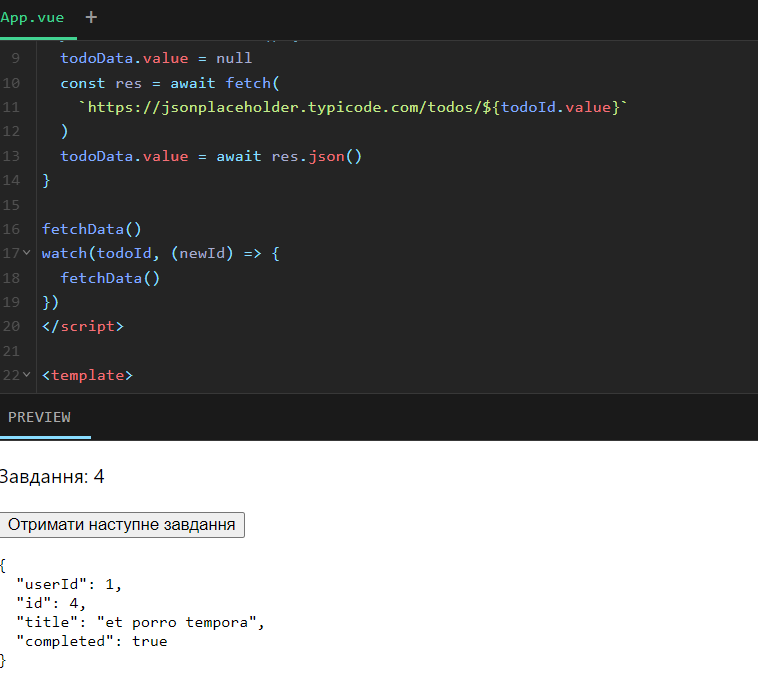 App.vue +
9 todoData.value = null
10 const res = await fetch(
11 `https://jsonplaceholder.typicode.com/todos/${todoId.value}`
12 )
13 todoData.value = await res.json()
14 }
15
16 fetchData()
17 watch(todoId, (newId) => {
18 fetchData()
19 })
20 </script>
21
22 <template>
PREVIEW
Завдання: 4
Отримати наступне завдання
{
"userId": 1,
"id": 4,
"title": "et porro tempora",
"completed": true
}